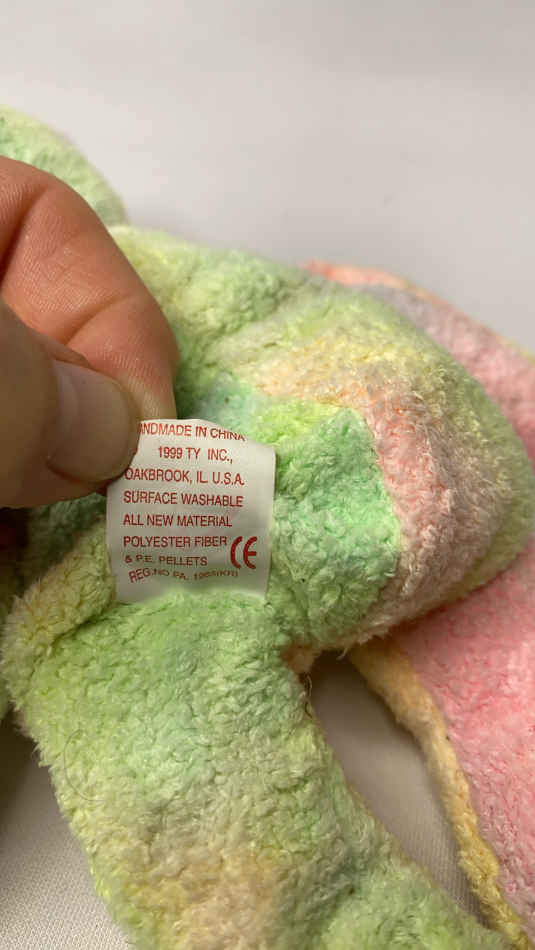 ANDMADE IN CHINA
1999 TY INC.,
OAKBROOK, IL. U.S.A.
SURFACE WASHABLE
ALL NEW MATERIAL
POLYESTER FIBER
& P.E. PELLETS CE
REG.NO PA. 1965(KR)